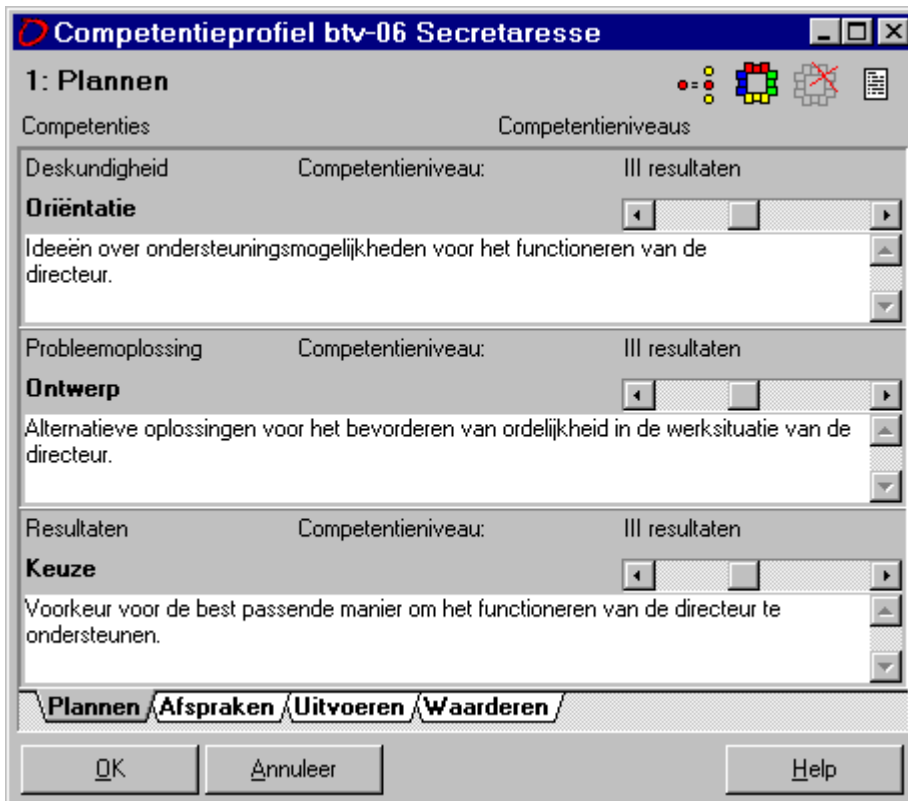 Competentieprofiel btv-06 Secretaresse
1: Plannen
Competenties Competentieniveaus
Deskundigheid Competentieniveau: III resultaten
Oriëntatie
Ideeën over ondersteuningsmogelijkheden voor het functioneren van de
directeur.
Probleemoplossing Competentieniveau: III resultaten
Ontwerp
Alternatieve oplossingen voor het bevorderen van ordelijkheid in de werksituatie van de
directeur.
Resultaten Competentieniveau: III resultaten
Keuze
Voorkeur voor de best passende manier om het functioneren van de directeur te
ondersteunen.
Plannen Afspraken Uitvoeren Waarderen
OK Annuleer Help